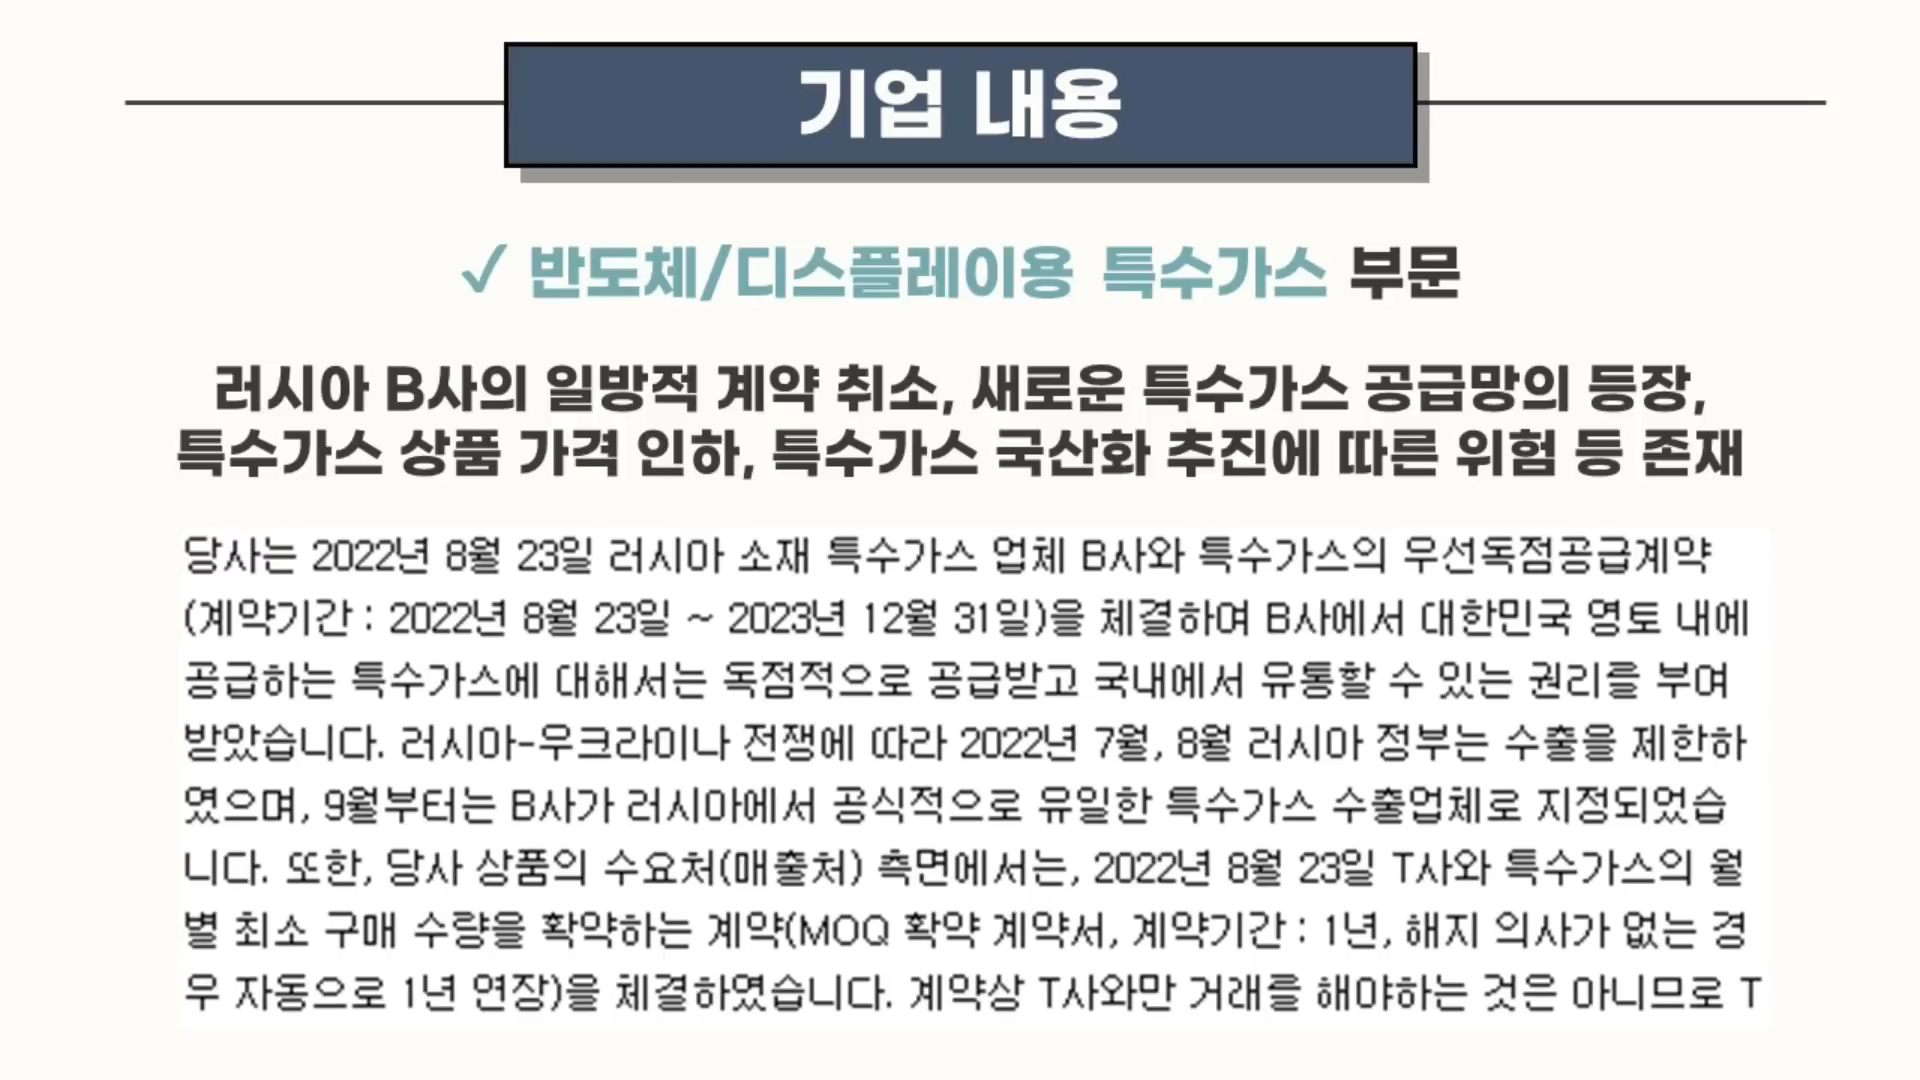 기업 내용
✓ 반도체/디스플레이용 특수가스 부문
러시아 B사의 일방적 계약 취소, 새로운 특수가스 공급망의 등장,
특수가스 상품 가격 인하, 특수가스 국산화 추진에 따른 위험 등 존재
당사는 2022년 8월 23일 러시아 소재 특수가스 업체 B사와 특수가스의 우선독점공급계약
(계약기간 : 2022년 8월 23일 ~ 2023년 12월 31일)을 체결하여 B사에서 대한민국 영토 내에
공급하는 특수가스에 대해서는 독점적으로 공급받고 국내에서 유통할 수 있는 권리를 부여
받았습니다. 러시아-우크라이나 전쟁에 따라 2022년 7월, 8월 러시아 정부는 수출을 제한하
였으며, 9월부터는 B사가 러시아에서 공식적으로 유일한 특수가스 수출업체로 지정되었습
니다. 또한, 당사 상품의 수요처(매출처) 측면에서는, 2022년 8월 23일 T사와 특수가스의 월
별 최소 구매 수량을 확약하는 계약(MOQ 확약 계약서, 계약기간 : 1년, 해지 의사가 없는 경
우 자동으로 1년 연장)을 체결하였습니다. 계약상 T사와만 거래를 해야하는 것은 아니므로 T